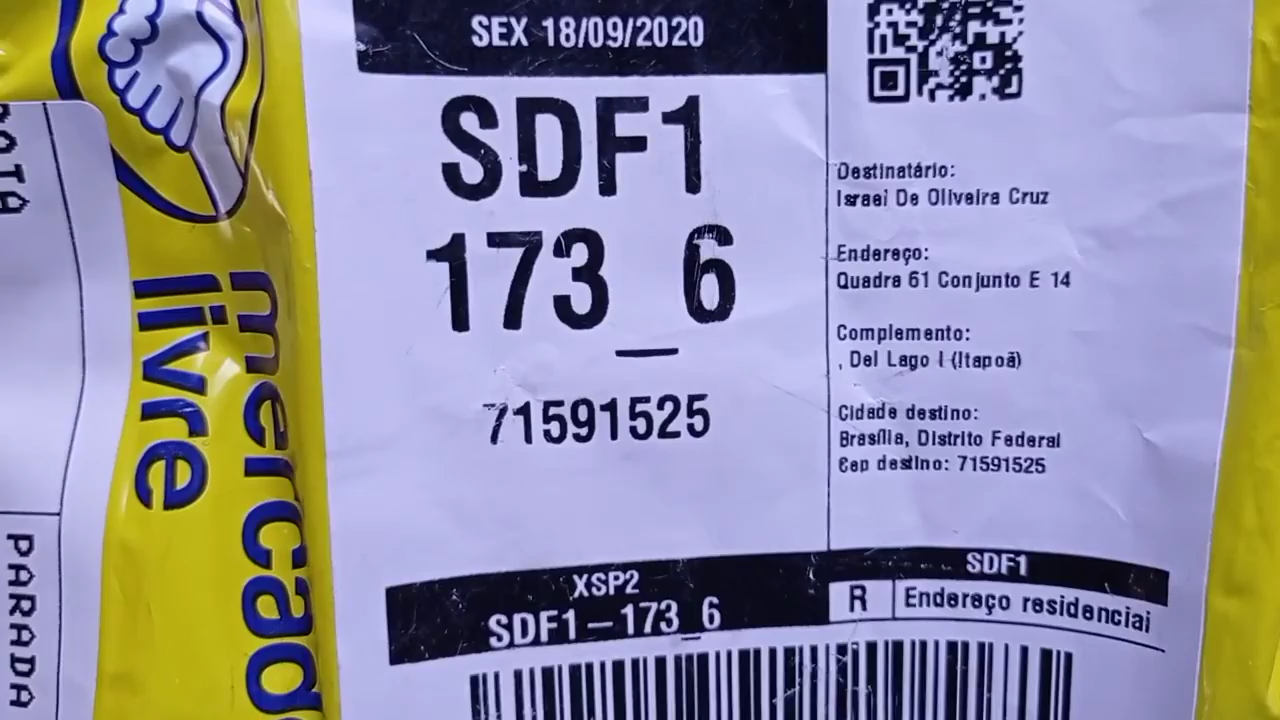 SEX 18/09/2020
SDF1
173_6
71591525
Destinatário:
Israel De Oliveira Cruz
Endereço:
Quadra 61 Conjunto E 14
Complemento:
, Del Lago I (Itapoã)
Cidade destino:
Brasília, Distrito Federal
Cep destino: 71591525
XSP2
SDF1-173_6
SDF1
R Endereço residencial
mercado
livre
PARADA